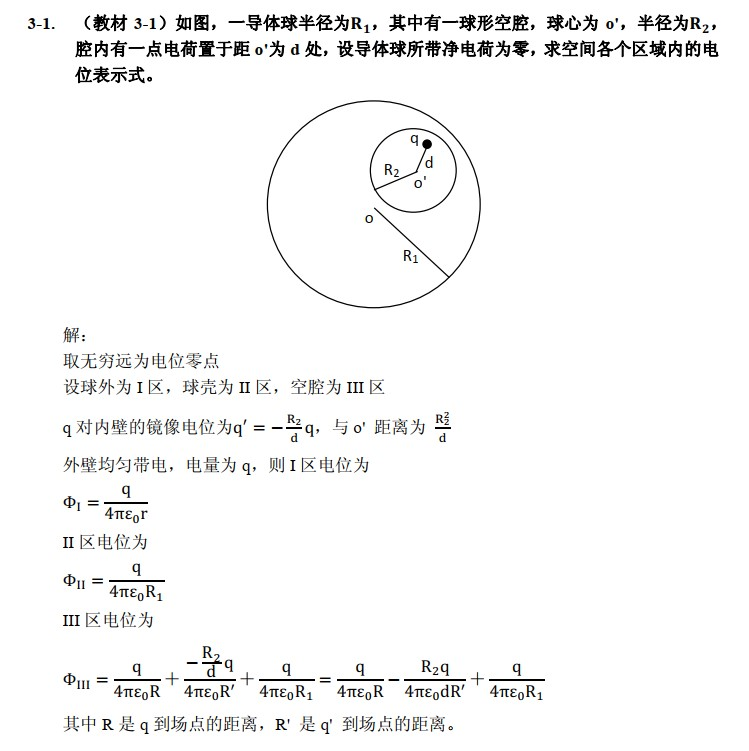 3-1. （教材 3-1）如图，一导体球半径为R₁，其中有一球形空腔，球心为 o'，半径为R₂，
腔内有一点电荷置于距 o'为 d 处，设导体球所带净电荷为零，求空间各个区域内的电
位表示式。
q
d
R₂
o'
o
R₁
解：
取无穷远为电位零点
设球外为 I 区，球壳为 II 区，空腔为 III 区
q 对内壁的镜像电位为q′ = −R₂/d q，与 o' 距离为 R₂²/d
外壁均匀带电，电量为 q，则 I 区电位为
Φ_I = q/(4πε₀r)
II 区电位为
Φ_II = q/(4πε₀R₁)
III 区电位为
Φ_III = q/(4πε₀R) + (−R₂/d q)/(4πε₀R′) + q/(4πε₀R₁) = q/(4πε₀R) − R₂q/(4πε₀dR′) + q/(4πε₀R₁)
其中 R 是 q 到场点的距离，R' 是 q' 到场点的距离。